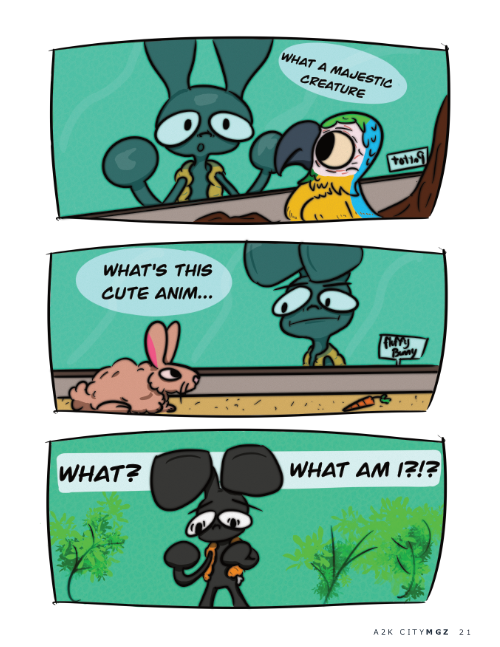 WHAT A MAJESTIC
CREATURE
Parrot
WHAT'S THIS
CUTE ANIM...
fluffy
Bunny
WHAT?
WHAT AM I?!?
A2K CITYMGZ 21